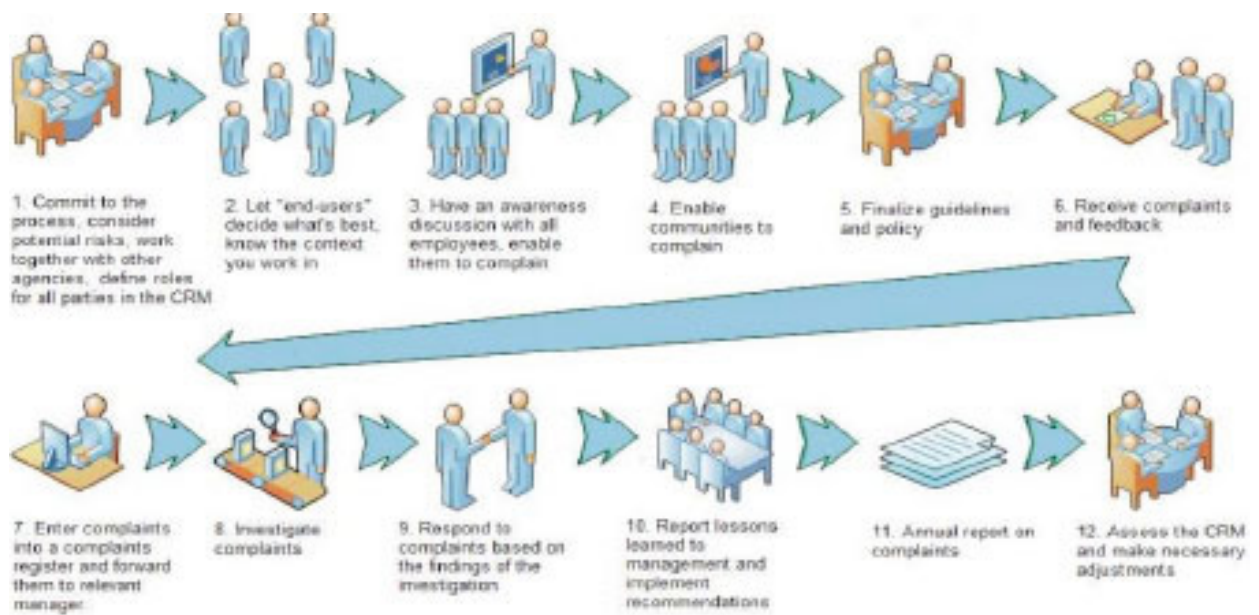 1. Commit to the
process, consider
potential risks, work
together with other
agencies, define roles
for all parties in the CRM
2. Let "end-users"
decide what's best,
know the context
you work in
3. Have an awareness
discussion with all
employees, enable
them to complain
4. Enable
communities to
complain
5. Finalize guidelines
and policy
6. Receive complaints
and feedback
7. Enter complaints
into a complaints
register and forward
them to relevant
manager.
8. Investigate
complaints
9. Respond to
complaints based on
the findings of the
investigation
10. Report lessons
learned to
management and
implement
recommendations
11. Annual report on
complaints
12. Assess the CRM
and make necessary
adjustments